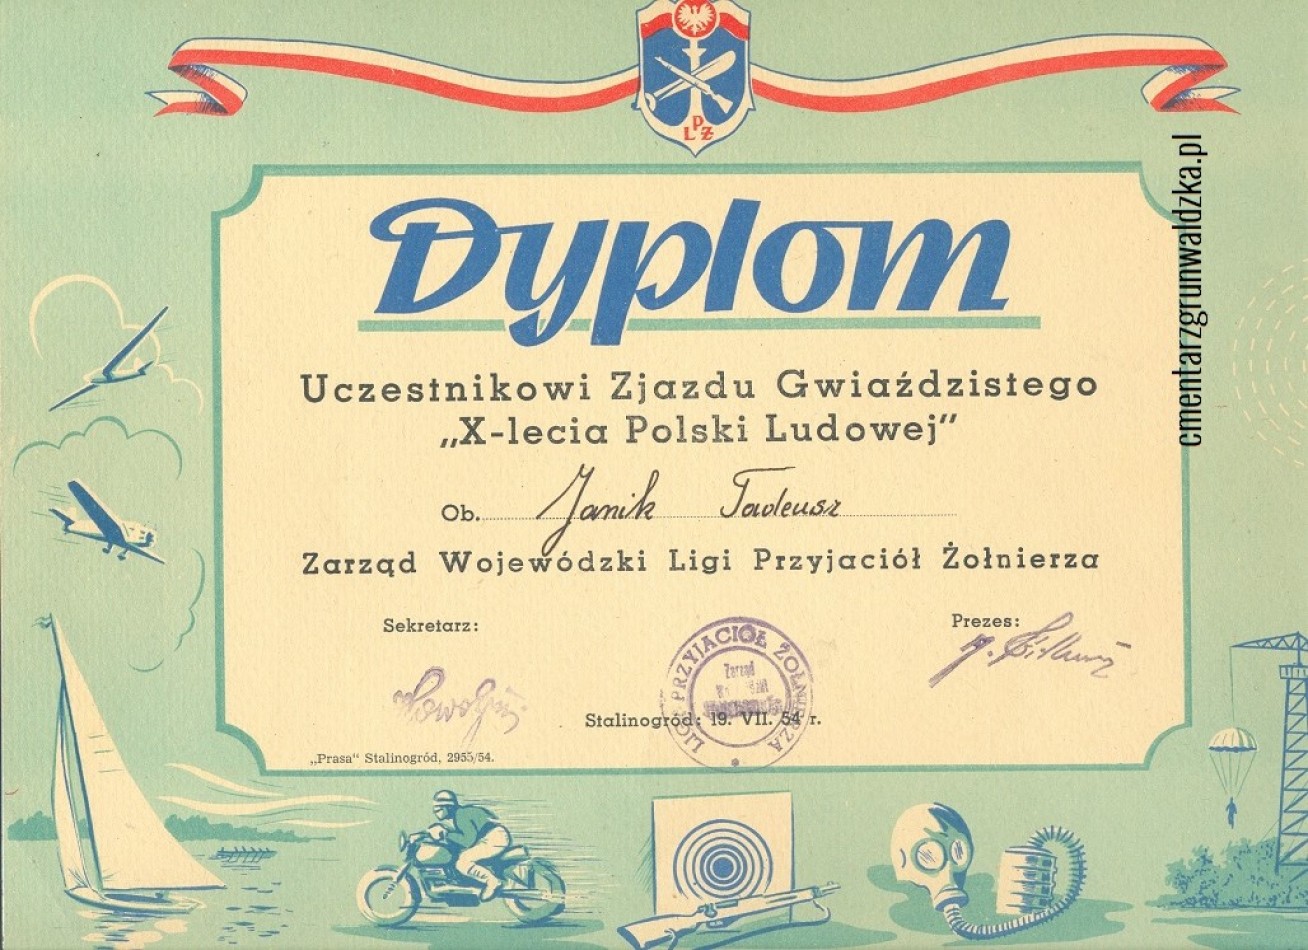 LPŻ
cmentarzgrunwaldzka.pl
Dyplom
Uczestnikowi Zjazdu Gwiaździstego
„X-lecia Polski Ludowej”
Ob. Janik Tadeusz
Zarząd Wojewódzki Ligi Przyjaciół Żołnierza
Sekretarz:
Prezes:
LIGA PRZYJACIÓŁ ŻOŁNIERZA
Zarząd
Stalinogród: 19. VII. 54 r.
„Prasa” Stalinogród, 2955/54.